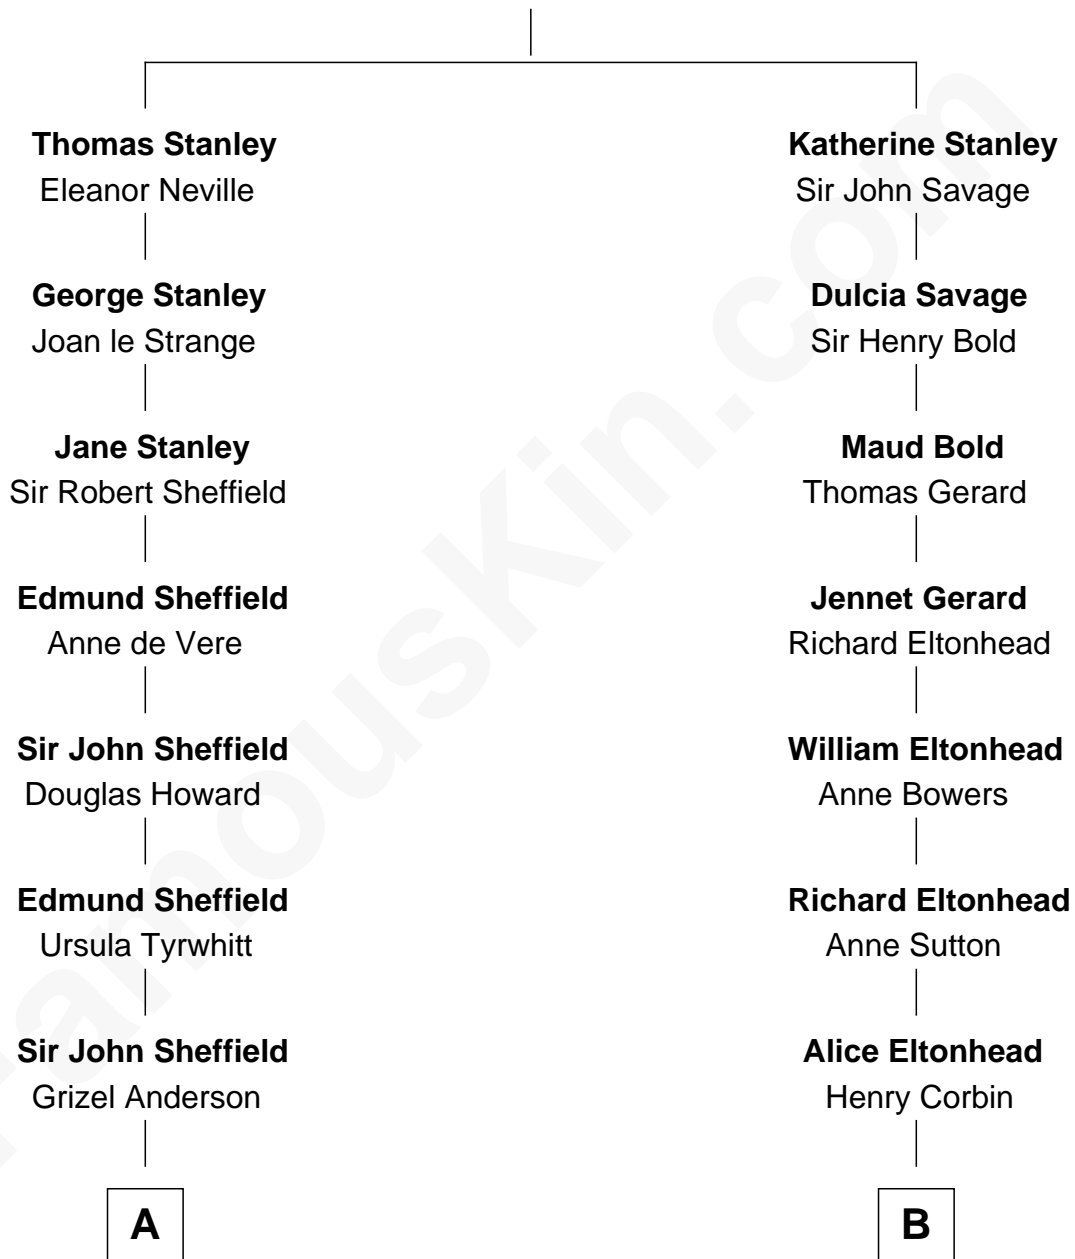 Thomas Stanley
Eleanor Neville
George Stanley
Joan le Strange
Jane Stanley
Sir Robert Sheffield
Edmund Sheffield
Anne de Vere
Sir John Sheffield
Douglas Howard
Edmund Sheffield
Ursula Tyrwhitt
Sir John Sheffield
Grizel Anderson
A
Katherine Stanley
Sir John Savage
Dulcia Savage
Sir Henry Bold
Maud Bold
Thomas Gerard
Jennet Gerard
Richard Eltonhead
William Eltonhead
Anne Bowers
Richard Eltonhead
Anne Sutton
Alice Eltonhead
Henry Corbin
B
FamousKin.com